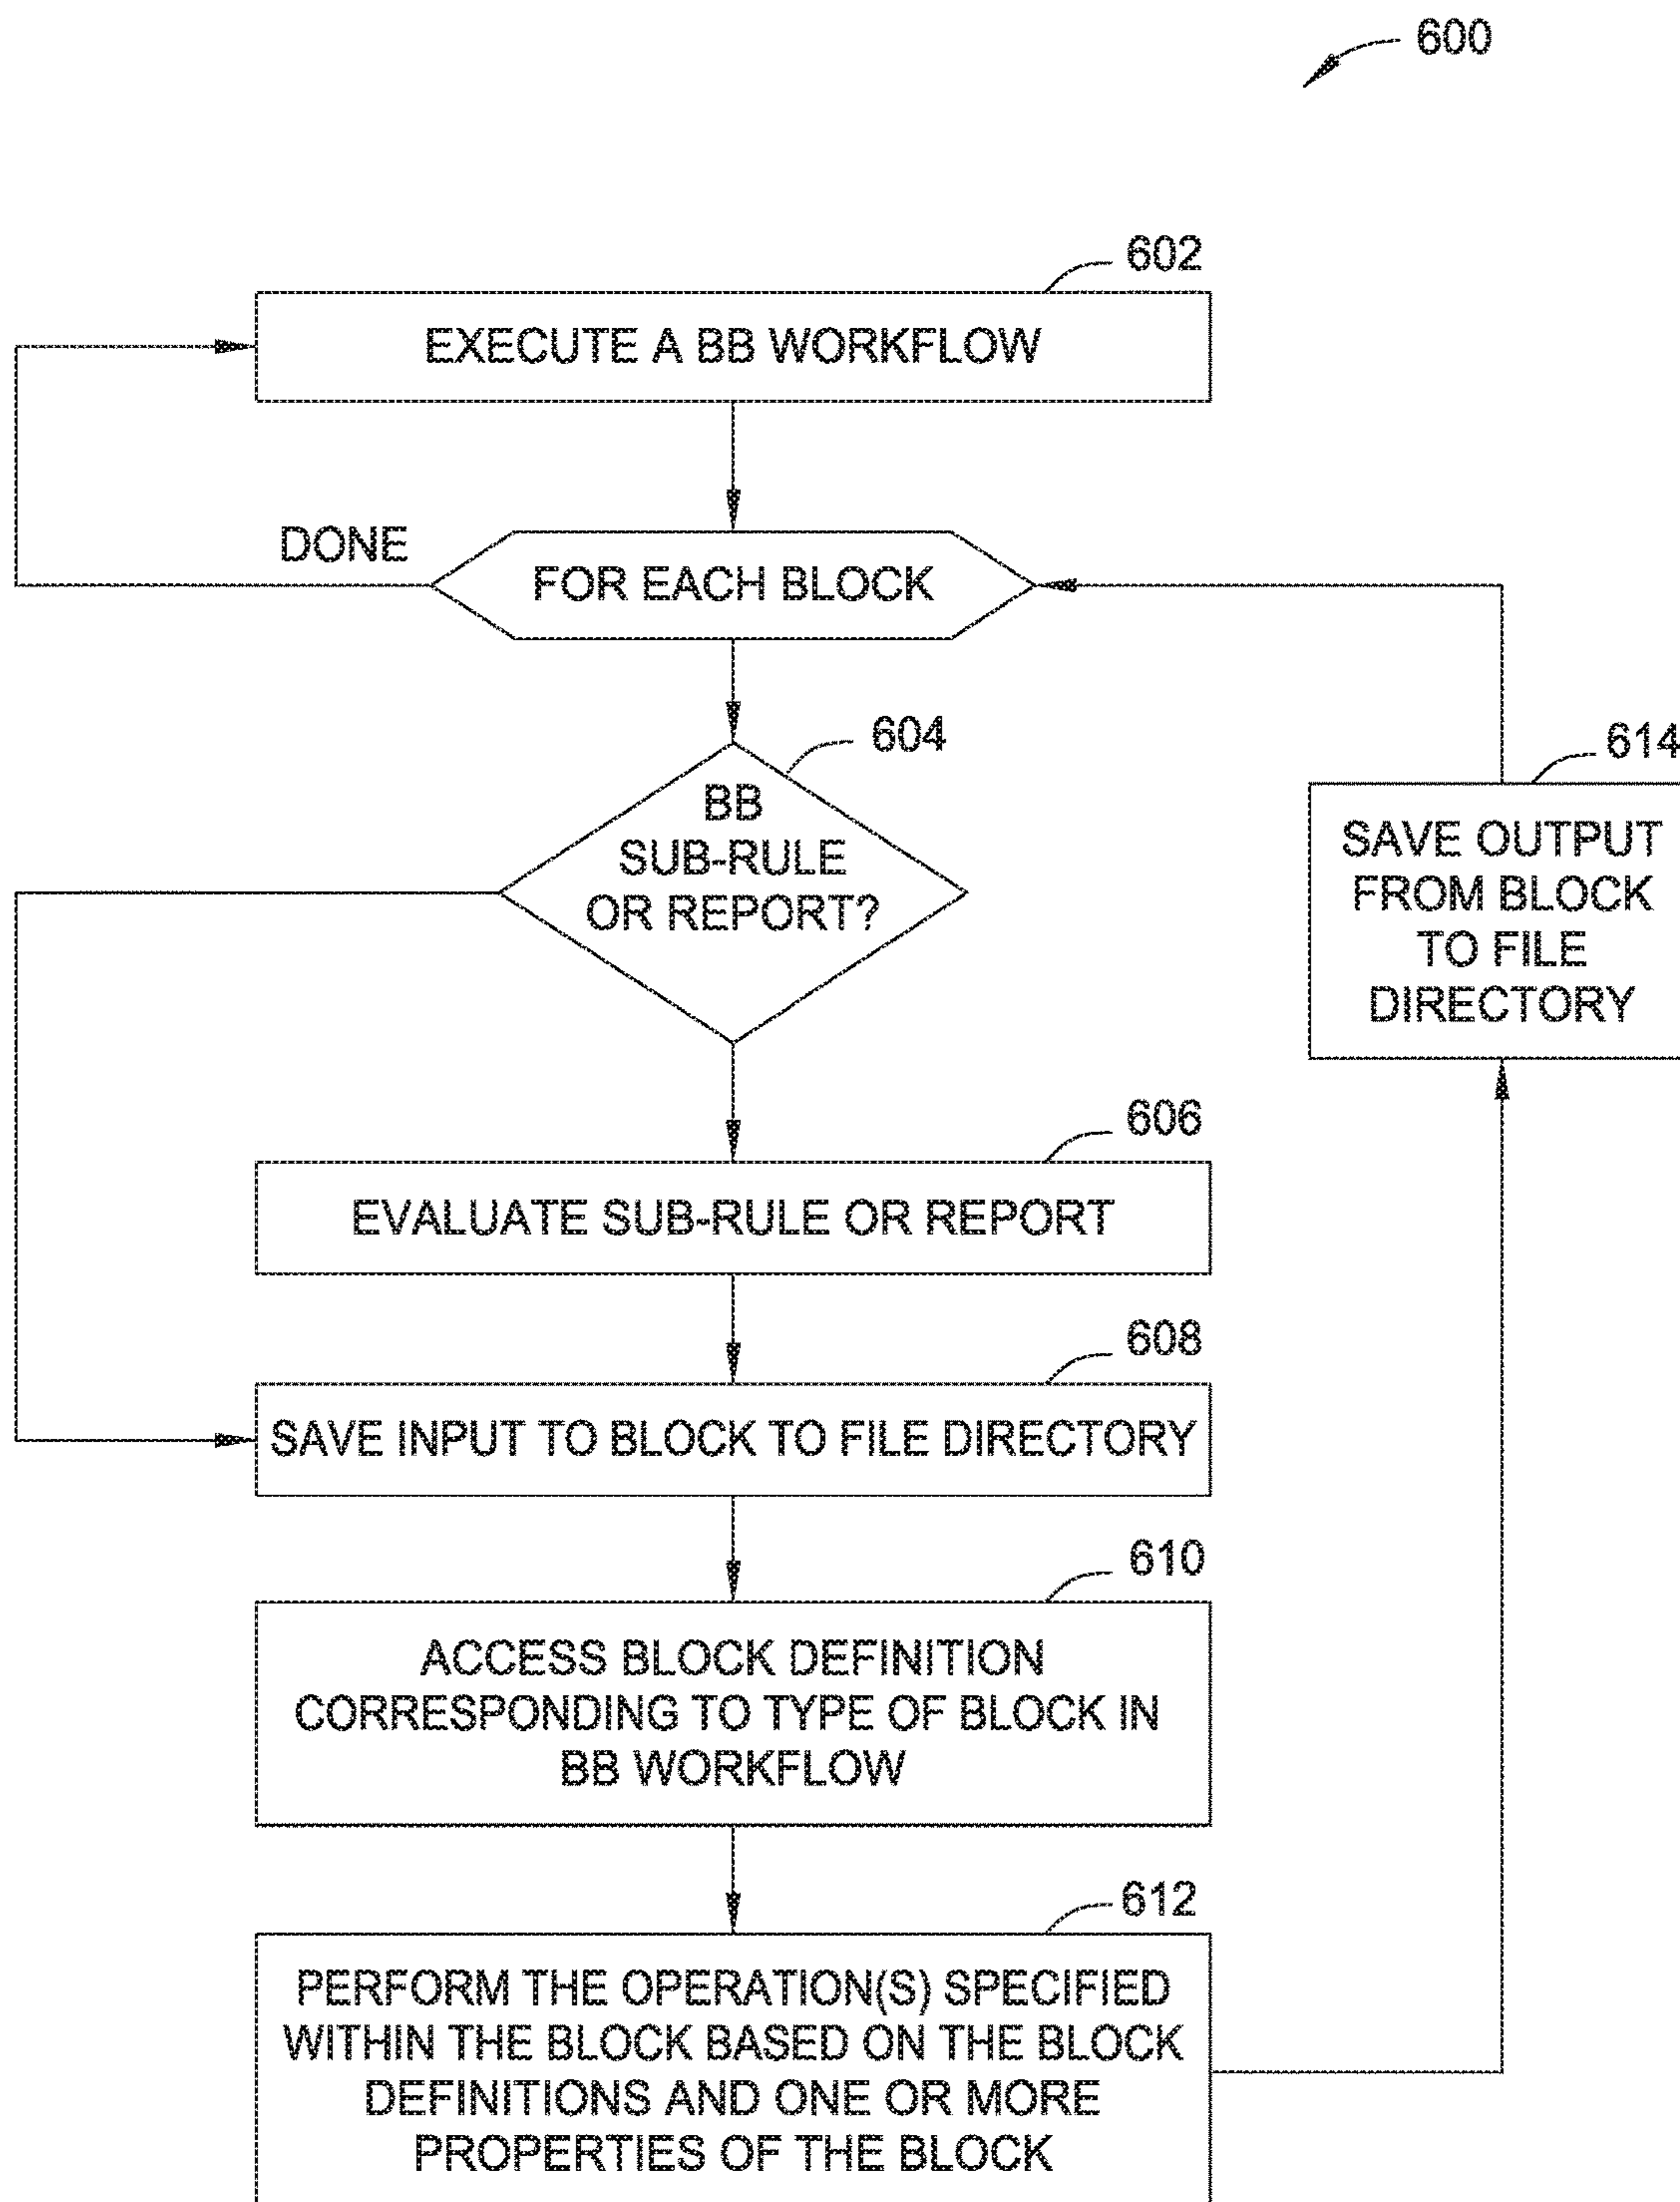 600
602
EXECUTE A BB WORKFLOW
DONE
FOR EACH BLOCK
604
BB
SUB-RULE
OR REPORT?
614
SAVE OUTPUT
FROM BLOCK
TO FILE
DIRECTORY
606
EVALUATE SUB-RULE OR REPORT
608
SAVE INPUT TO BLOCK TO FILE DIRECTORY
610
ACCESS BLOCK DEFINITION
CORRESPONDING TO TYPE OF BLOCK IN
BB WORKFLOW
612
PERFORM THE OPERATION(S) SPECIFIED
WITHIN THE BLOCK BASED ON THE BLOCK
DEFINITIONS AND ONE OR MORE
PROPERTIES OF THE BLOCK